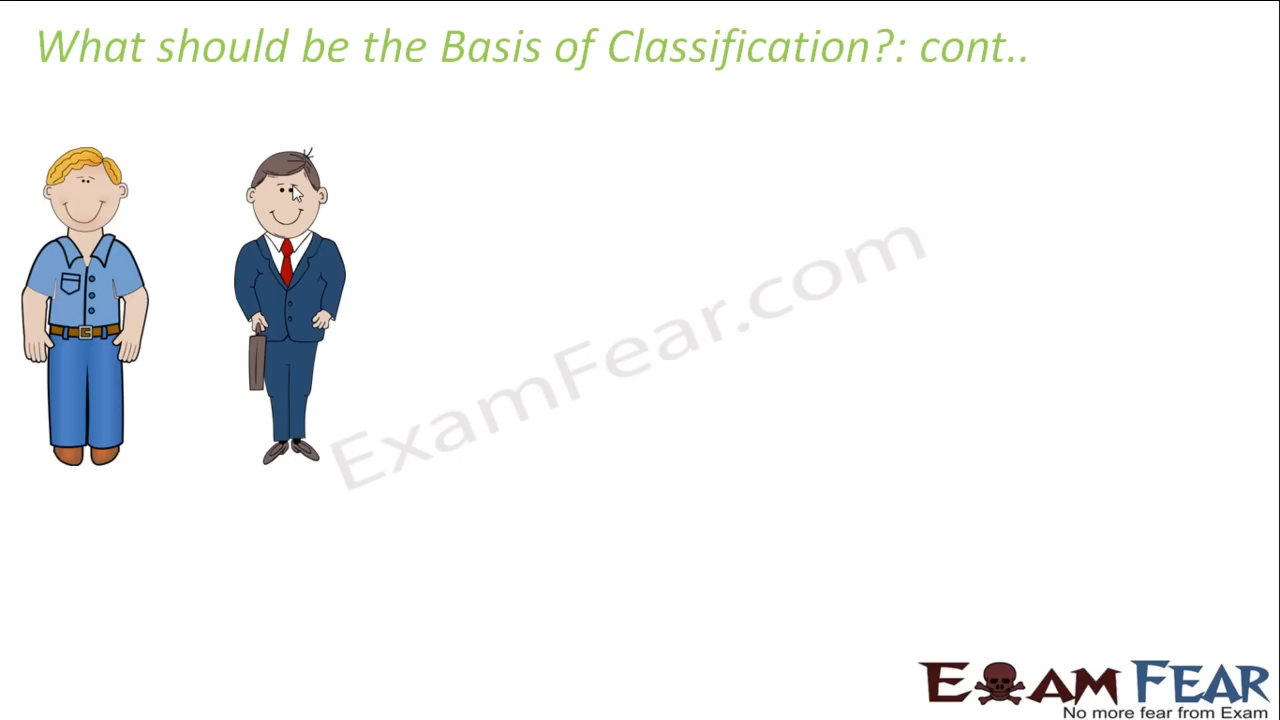 What should be the Basis of Classification?: cont..
ExamFear.com
EXAM FEAR
No more fear from Exam